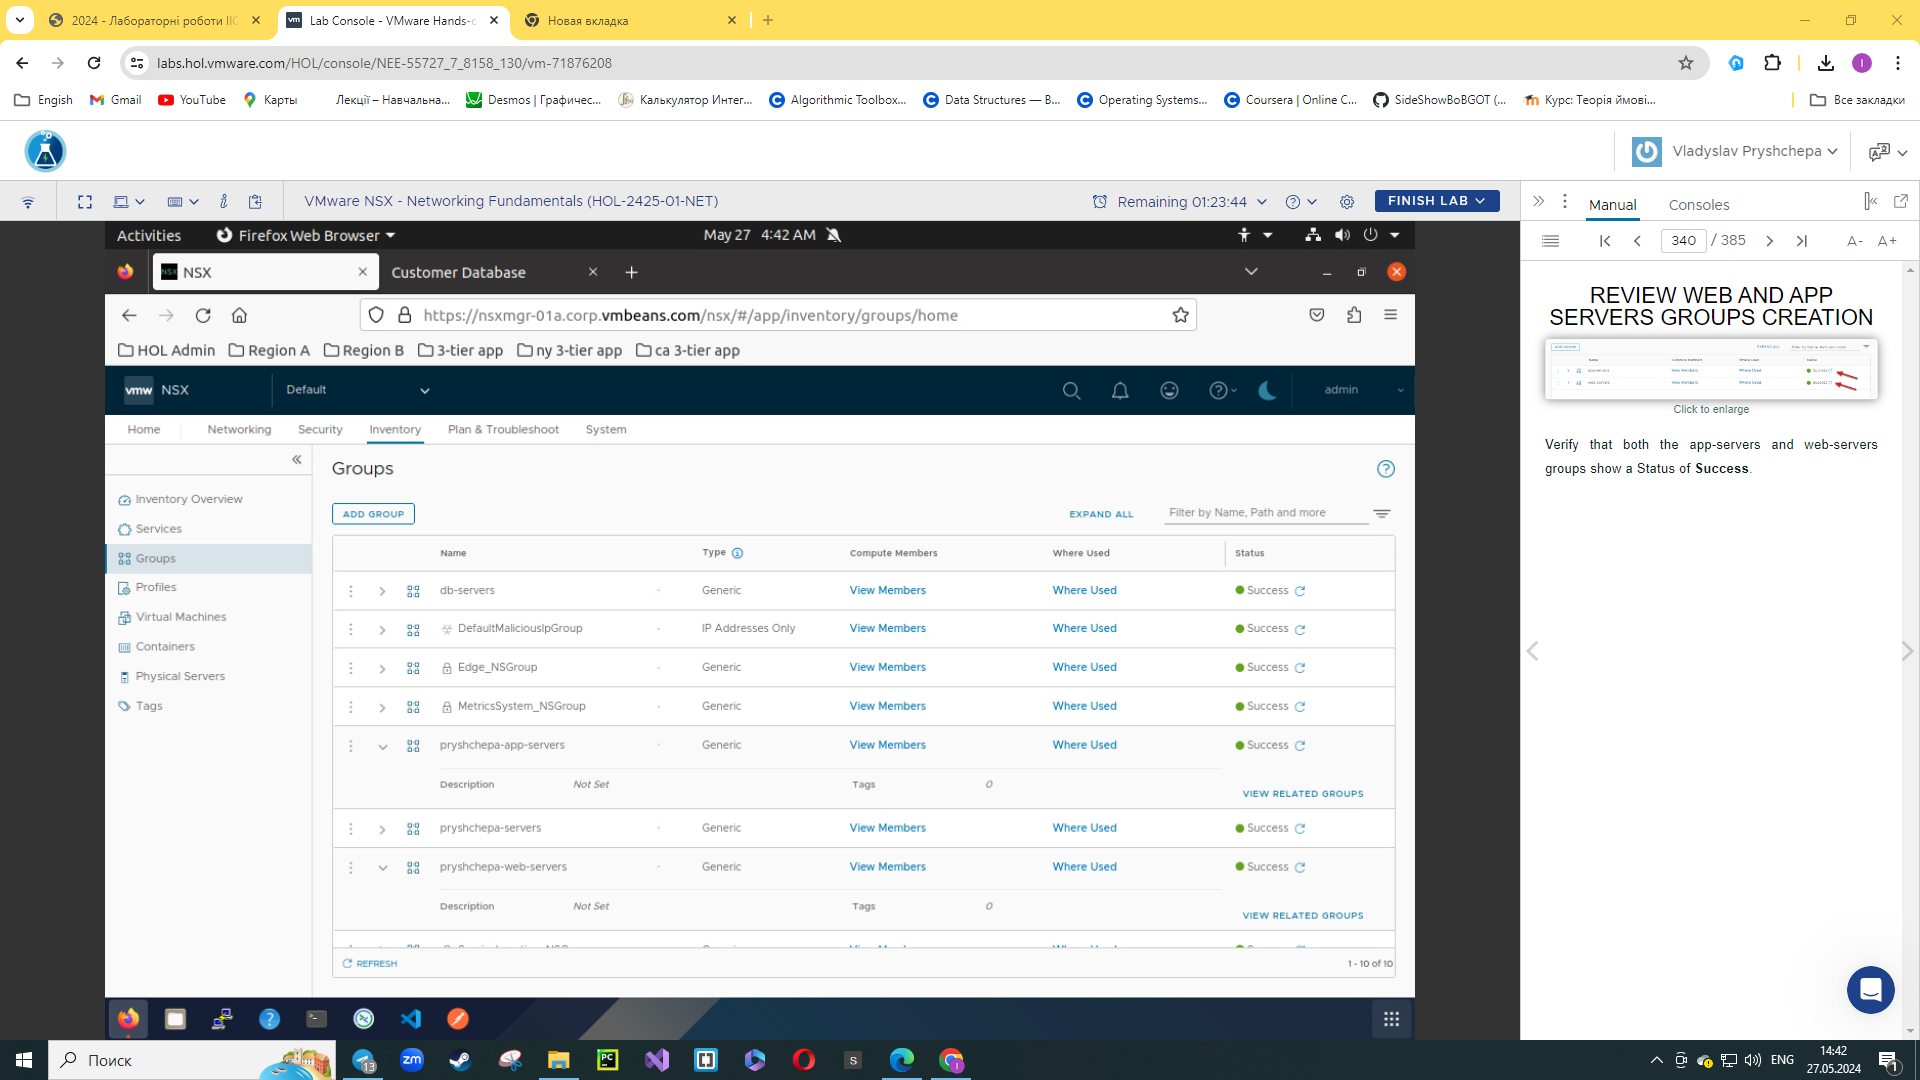 2024 - Лабораторні роботи ІІС
Lab Console - VMware Hands-o
Новая вкладка
labs.hol.vmware.com/HOL/console/NEE-55727_7_8158_130/vm-71876208
I
Engish
Gmail
YouTube
Карты
Лекції – Навчальна...
Desmos | Графичес...
Калькулятор Интег...
Algorithmic Toolbox...
Data Structures — В...
Operating Systems...
Coursera | Online C...
SideShowBoBGOT (...
Курс: Теорія ймові...
Все закладки
Vladyslav Pryshchepa
VMware NSX - Networking Fundamentals (HOL-2425-01-NET)
Remaining 01:23:44
FINISH LAB
Manual
Consoles
340 / 385
A- A+
Activities
Firefox Web Browser
May 27 4:42 AM
NSX
Customer Database
https://nsxmgr-01a.corp.vmbeans.com/nsx/#/app/inventory/groups/home
HOL Admin
Region A
Region B
3-tier app
ny 3-tier app
ca 3-tier app
vmw NSX
Default
admin
Home
Networking
Security
Inventory
Plan & Troubleshoot
System
Inventory Overview
Services
Groups
Profiles
Virtual Machines
Containers
Physical Servers
Tags
Groups
ADD GROUP
EXPAND ALL
Filter by Name, Path and more
Name Type Compute Members Where Used Status
db-servers Generic View Members Where Used Success
DefaultMaliciousIpGroup IP Addresses Only View Members Where Used Success
Edge_NSGroup Generic View Members Where Used Success
MetricsSystem_NSGroup Generic View Members Where Used Success
pryshchepa-app-servers Generic View Members Where Used Success
Description Not Set Tags 0
VIEW RELATED GROUPS
pryshchepa-servers Generic View Members Where Used Success
pryshchepa-web-servers Generic View Members Where Used Success
Description Not Set Tags 0
VIEW RELATED GROUPS
REFRESH
1 - 10 of 10
REVIEW WEB AND APP
SERVERS GROUPS CREATION
Click to enlarge
Verify that both the app-servers and web-servers
groups show a Status of Success.
Поиск
13
zm
PC
S
ENG
14:42
27.05.2024
1